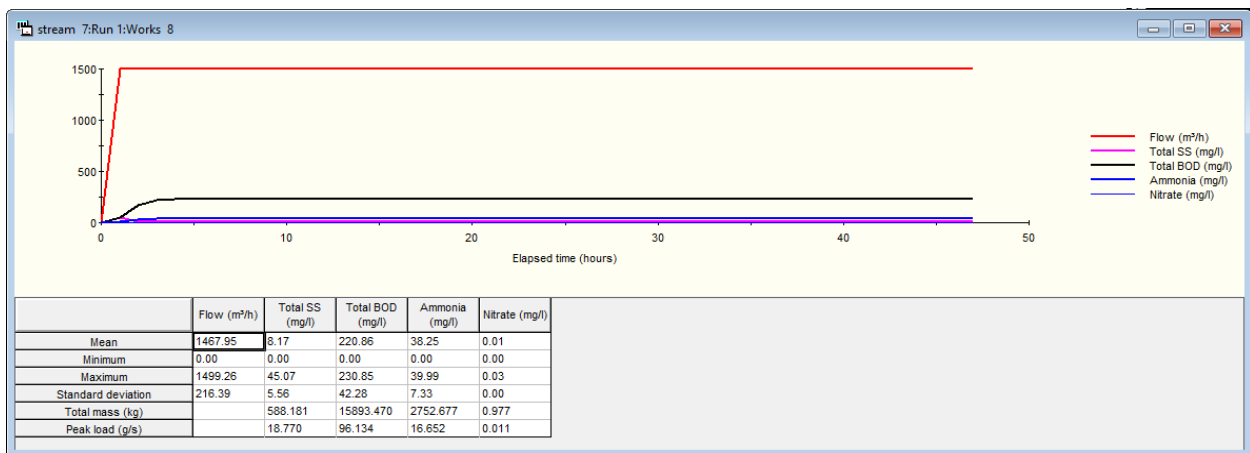 stream 7:Run 1:Works 8
1500
1000
500
0
0 10 20 30 40 50
Elapsed time (hours)
Flow (m³/h)
Total SS (mg/l)
Total BOD (mg/l)
Ammonia (mg/l)
Nitrate (mg/l)
Flow (m³/h) Total SS (mg/l) Total BOD (mg/l) Ammonia (mg/l) Nitrate (mg/l)
Mean 1467.95 8.17 220.86 38.25 0.01
Minimum 0.00 0.00 0.00 0.00 0.00
Maximum 1499.26 45.07 230.85 39.99 0.03
Standard deviation 216.39 5.56 42.28 7.33 0.00
Total mass (kg) 588.181 15893.470 2752.677 0.977
Peak load (g/s) 18.770 96.134 16.652 0.011